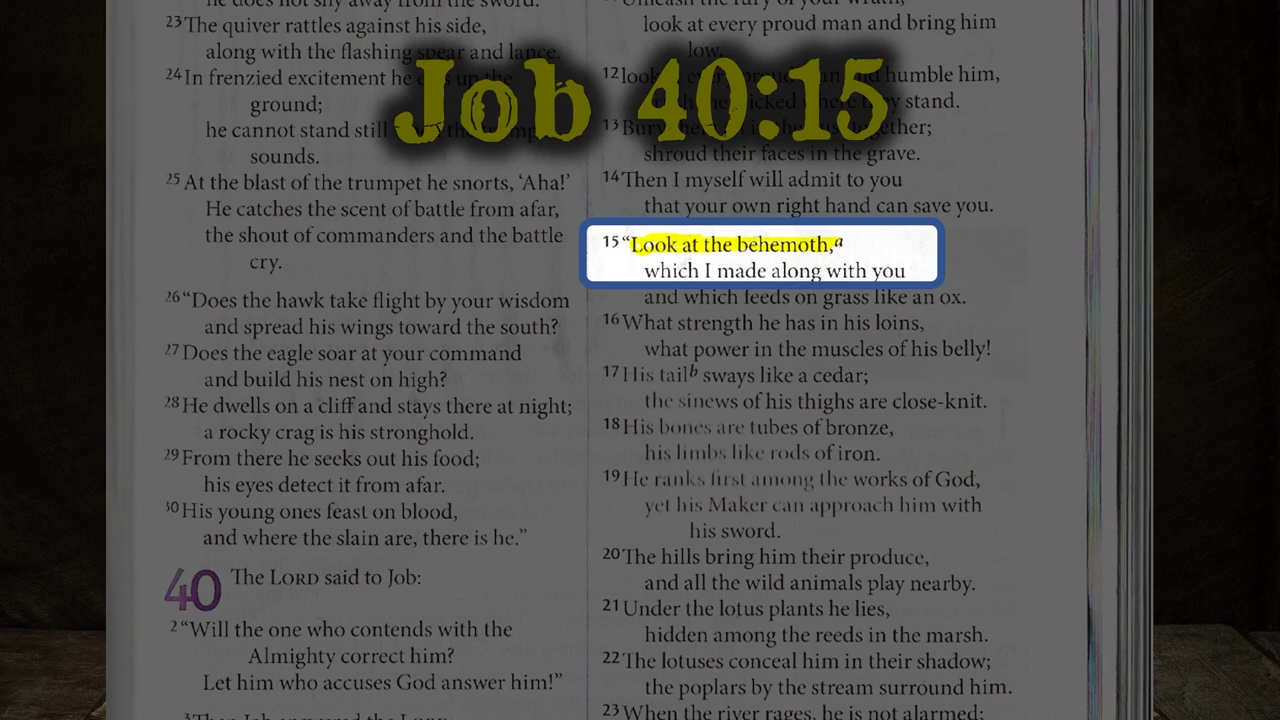 Job 40:15
he does not shy away from the sword.
23 The quiver rattles against his side,
along with the flashing spear and lance.
24 In frenzied excitement he up the
ground;
he cannot stand still
sounds.
25 At the blast of the trumpet he snorts, ‘Aha!’
He catches the scent of battle from afar,
the shout of commanders and the battle
cry.
26 “Does the hawk take flight by your wisdom
and spread his wings toward the south?
27 Does the eagle soar at your command
and build his nest on high?
28 He dwells on a cliff and stays there at night;
a rocky crag is his stronghold.
29 From there he seeks out his food;
his eyes detect it from afar.
30 His young ones feast on blood,
and where the slain are, there is he.”
40 The LORD said to Job:
2 “Will the one who contends with the
Almighty correct him?
Let him who accuses God answer him!”
Unleash the fury of your wrath,
look at every proud man and bring him
low.
12 look and humble him,
they stand.
13 Bury together;
shroud their faces in the grave.
14 Then I myself will admit to you
that your own right hand can save you.
15 “Look at the behemoth,a
which I made along with you
and which feeds on grass like an ox.
16 What strength he has in his loins,
what power in the muscles of his belly!
17 His tailb sways like a cedar;
the sinews of his thighs are close-knit.
18 His bones are tubes of bronze,
his limbs like rods of iron.
19 He ranks first among the works of God,
yet his Maker can approach him with
his sword.
20 The hills bring him their produce,
and all the wild animals play nearby.
21 Under the lotus plants he lies,
hidden among the reeds in the marsh.
22 The lotuses conceal him in their shadow;
the poplars by the stream surround him.
23 When the river rages, he is not alarmed;